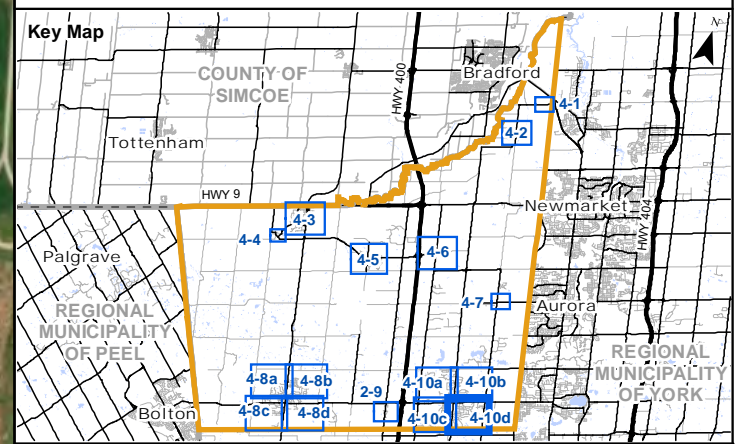 Key Map
N
COUNTY OF
SIMCOE
HWY 400
Bradford
4-1
4-2
Tottenham
HWY 9
Newmarket
HWY 404
4-3
4-4
4-5
4-6
Palgrave
4-7
Aurora
REGIONAL
MUNICIPALITY
OF PEEL
REGIONAL
MUNICIPALITY
OF YORK
4-8a
4-8b
4-10a
4-10b
2-9
Bolton
4-8c
4-8d
4-10c
4-10d